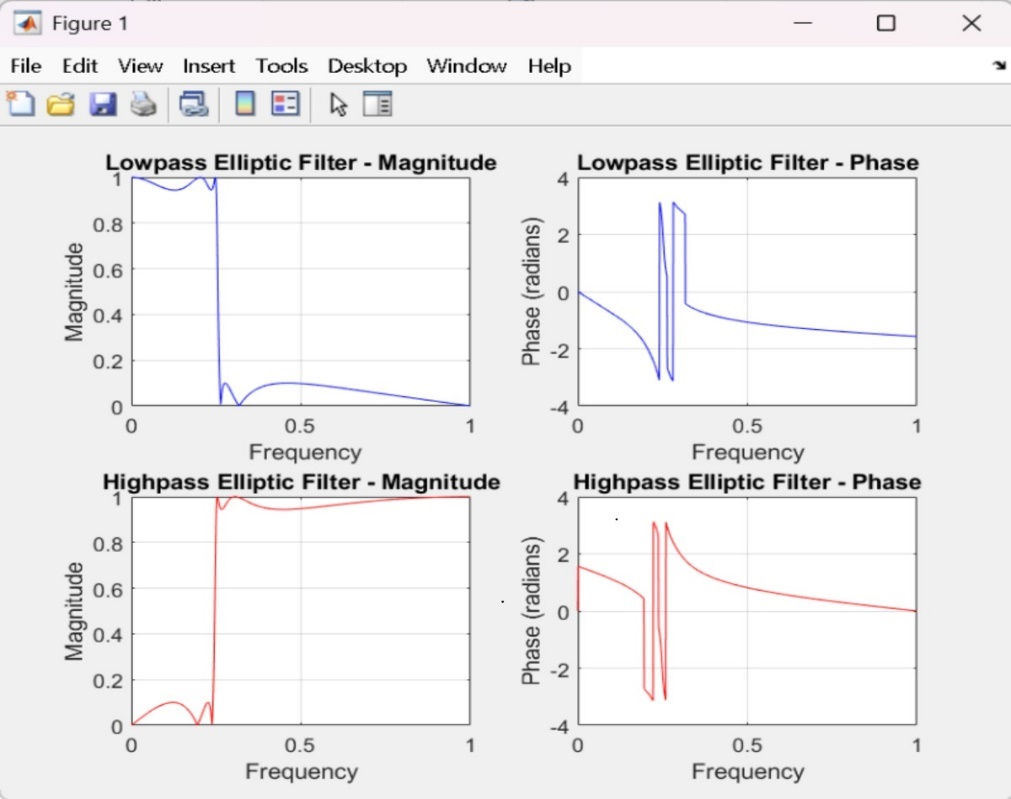 Figure 1
File Edit View Insert Tools Desktop Window Help
Lowpass Elliptic Filter - Magnitude
1
0.8
0.6
0.4
0.2
0
Magnitude
0 0.5 1
Frequency
Lowpass Elliptic Filter - Phase
4
2
0
-2
-4
Phase (radians)
0 0.5 1
Frequency
Highpass Elliptic Filter - Magnitude
1
0.8
0.6
0.4
0.2
0
Magnitude
0 0.5 1
Frequency
Highpass Elliptic Filter - Phase
4
2
0
-2
-4
Phase (radians)
0 0.5 1
Frequency